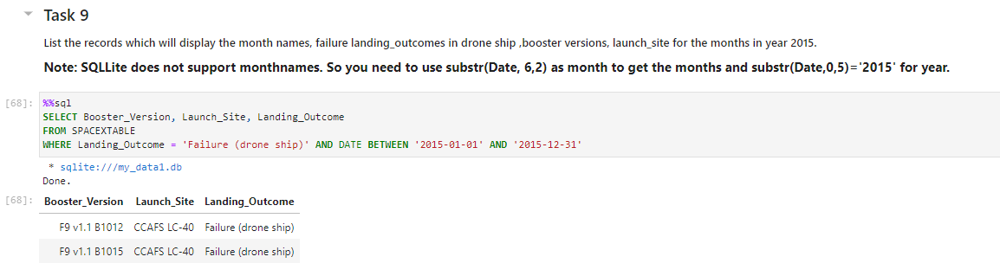 Task 9
List the records which will display the month names, failure landing_outcomes in drone ship ,booster versions, launch_site for the months in year 2015.
Note: SQLLite does not support monthnames. So you need to use substr(Date, 6,2) as month to get the months and substr(Date,0,5)='2015' for year.
[68]: %%sql
SELECT Booster_Version, Launch_Site, Landing_Outcome
FROM SPACEXTABLE
WHERE Landing_Outcome = 'Failure (drone ship)' AND DATE BETWEEN '2015-01-01' AND '2015-12-31'
* sqlite:///my_data1.db
Done.
[68]: Booster_Version Launch_Site Landing_Outcome
F9 v1.1 B1012 CCAFS LC-40 Failure (drone ship)
F9 v1.1 B1015 CCAFS LC-40 Failure (drone ship)